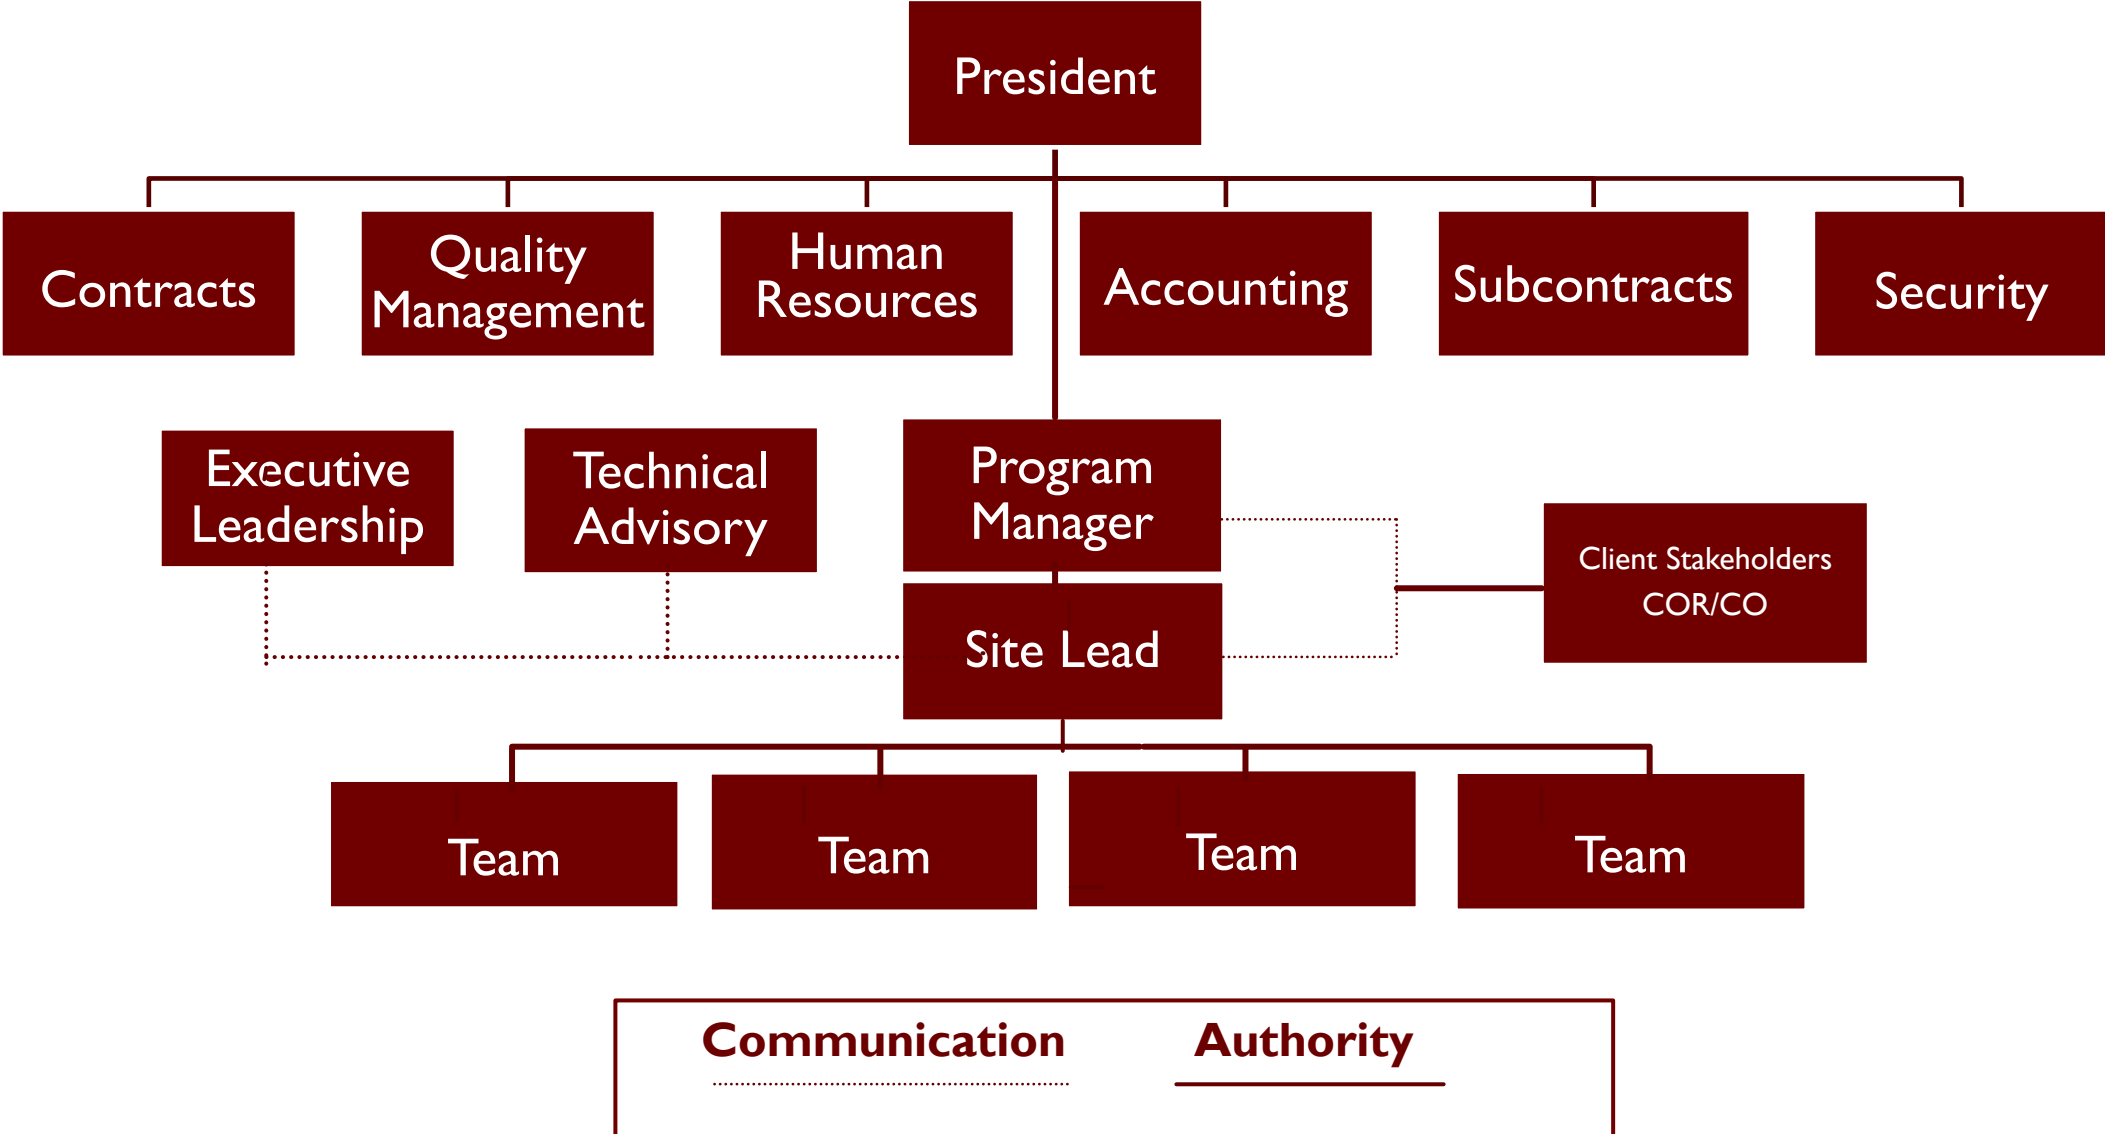 President
Contracts
Quality
Management
Human
Resources
Accounting
Subcontracts
Security
Executive
Leadership
Technical
Advisory
Program
Manager
Client Stakeholders
COR/CO
Site Lead
Team
Team
Team
Team
Communication
Authority